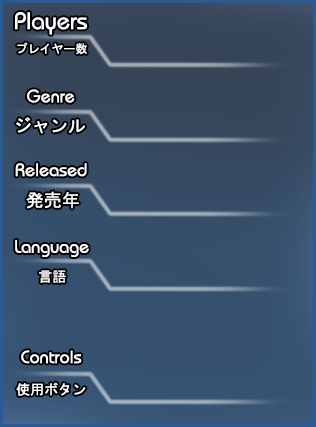 Players
プレイヤー数
Genre
ジャンル
Released
発売年
Language
言語
Controls
使用ボタン